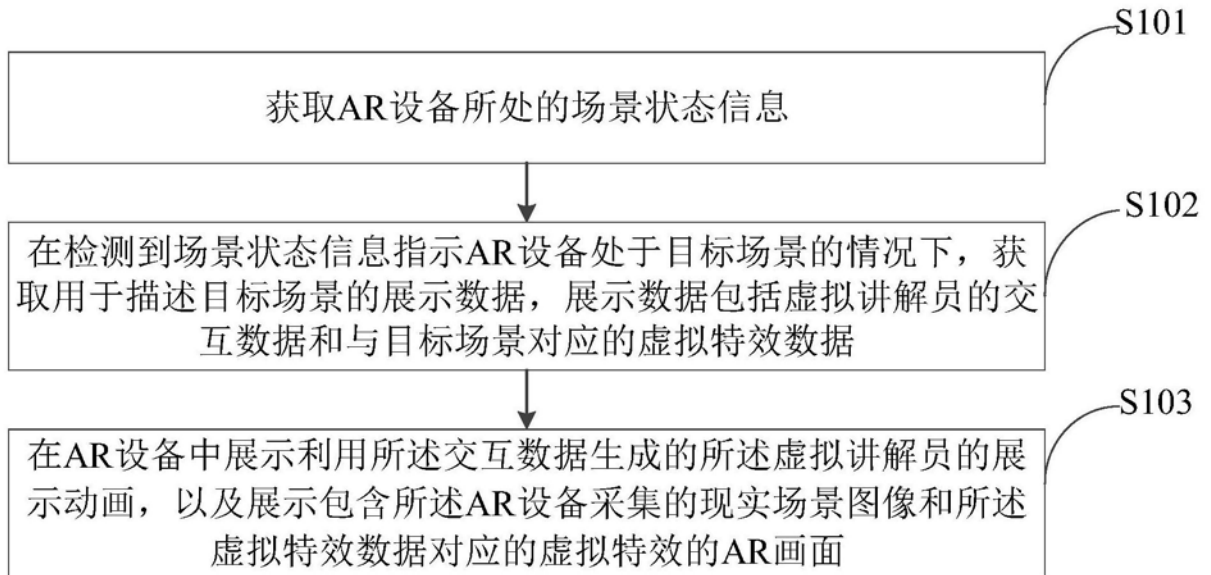 S101
获取AR设备所处的场景状态信息
S102
在检测到场景状态信息指示AR设备处于目标场景的情况下，获
取用于描述目标场景的展示数据，展示数据包括虚拟讲解员的交
互数据和与目标场景对应的虚拟特效数据
S103
在AR设备中展示利用所述交互数据生成的所述虚拟讲解员的展
示动画，以及展示包含所述AR设备采集的现实场景图像和所述
虚拟特效数据对应的虚拟特效的AR画面